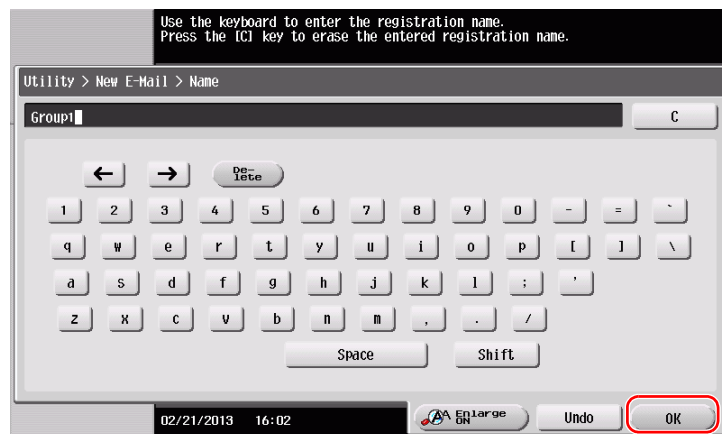 Use the keyboard to enter the registration name.
Press the [C] key to erase the entered registration name.
Utility > New E-Mail > Name
Group1
C
← → De-
lete
1 2 3 4 5 6 7 8 9 0 - = `
q w e r t y u i o p [ ] \
a s d f g h j k l ; '
z x c v b n m , . /
Space Shift
02/21/2013 16:02 Enlarge
ON Undo OK